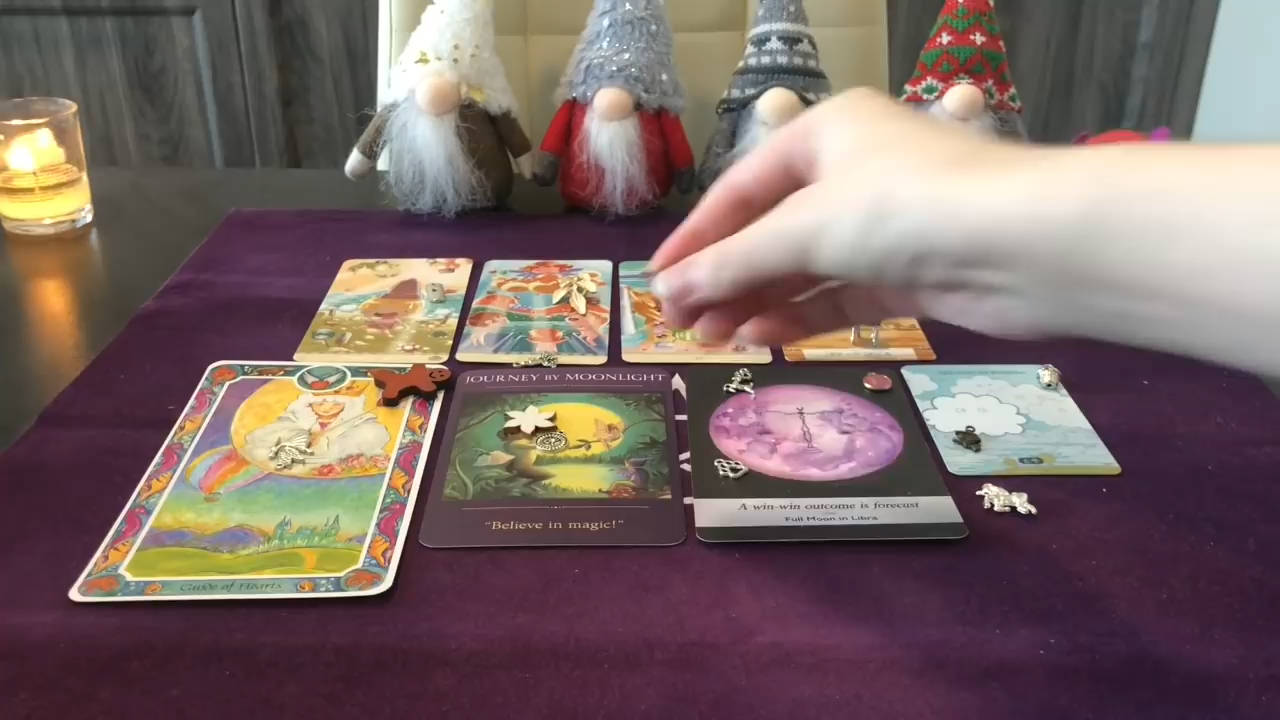 JOURNEY BY MOONLIGHT
"Believe in magic!"
A win-win outcome is forecast
Full Moon in Libra
Guide of Hearts